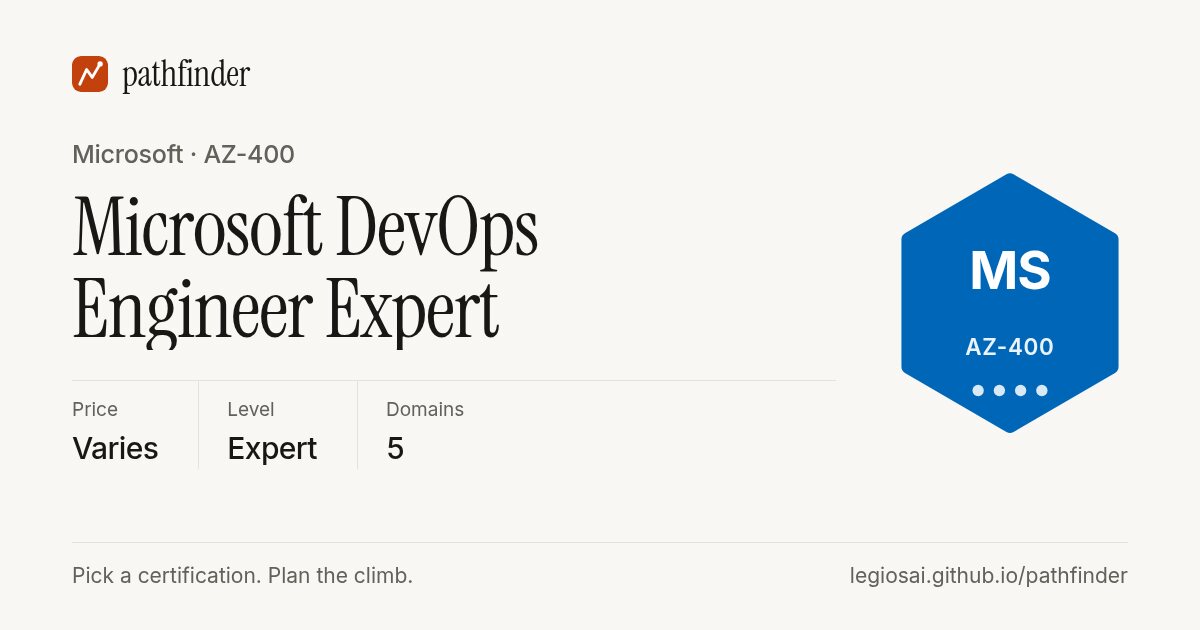 pathfinder
Microsoft · AZ-400
Microsoft DevOps
Engineer Expert
MS
AZ-400
Price
Level
Domains
Varies
Expert
5
Pick a certification. Plan the climb.
legiosai.github.io/pathfinder